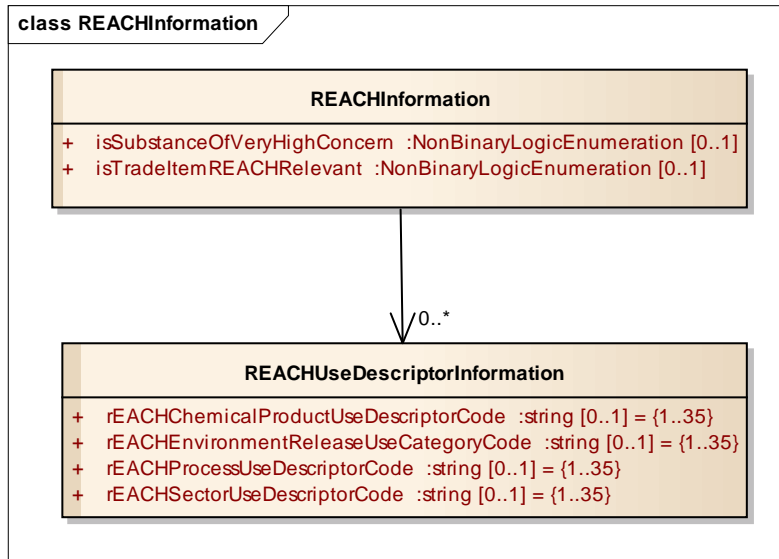 class REACHInformation
REACHInformation
+ isSubstanceOfVeryHighConcern :NonBinaryLogicEnumeration [0..1]
+ isTradeItemREACHRelevant :NonBinaryLogicEnumeration [0..1]
0..*
REACHUseDescriptorInformation
+ rEACHChemicalProductUseDescriptorCode :string [0..1] = {1..35}
+ rEACHEnvironmentReleaseUseCategoryCode :string [0..1] = {1..35}
+ rEACHProcessUseDescriptorCode :string [0..1] = {1..35}
+ rEACHSectorUseDescriptorCode :string [0..1] = {1..35}